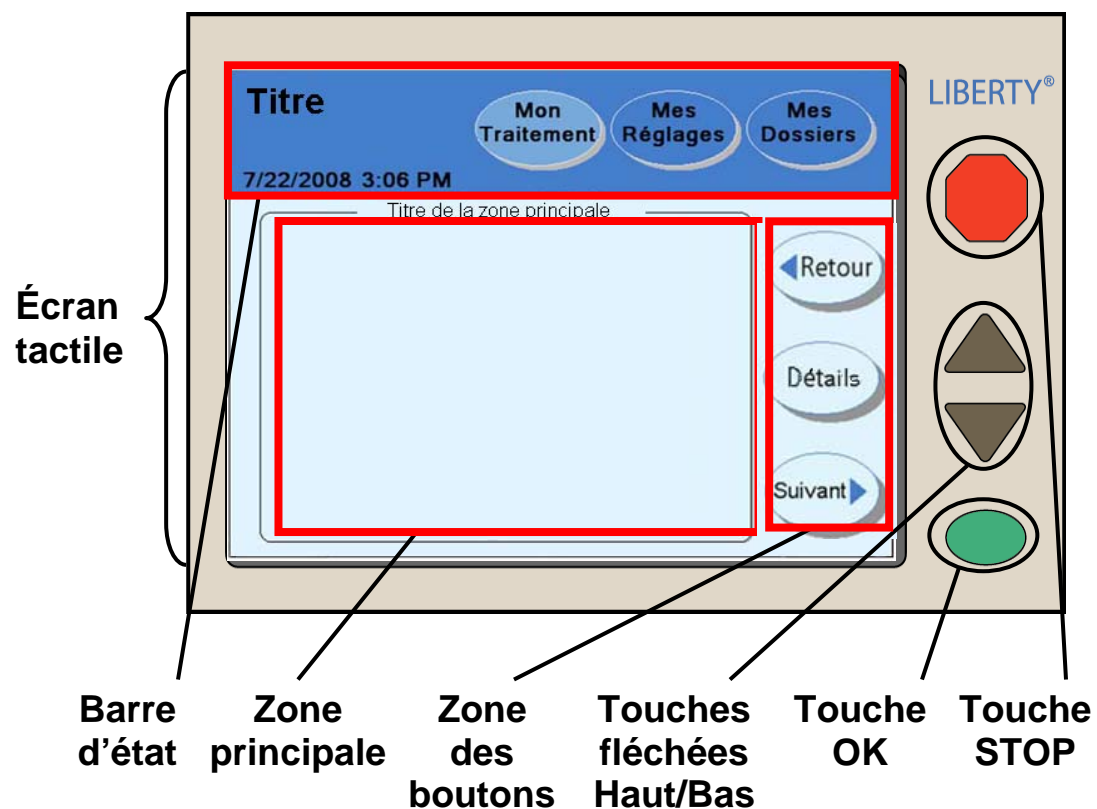 LIBERTY®
Titre
Mon Traitement
Mes Réglages
Mes Dossiers
7/22/2008 3:06 PM
Titre de la zone principale
Retour
Détails
Suivant
Écran
tactile
Barre
d’état
Zone
principale
Zone
des
boutons
Touches
fléchées
Haut/Bas
Touche
OK
Touche
STOP